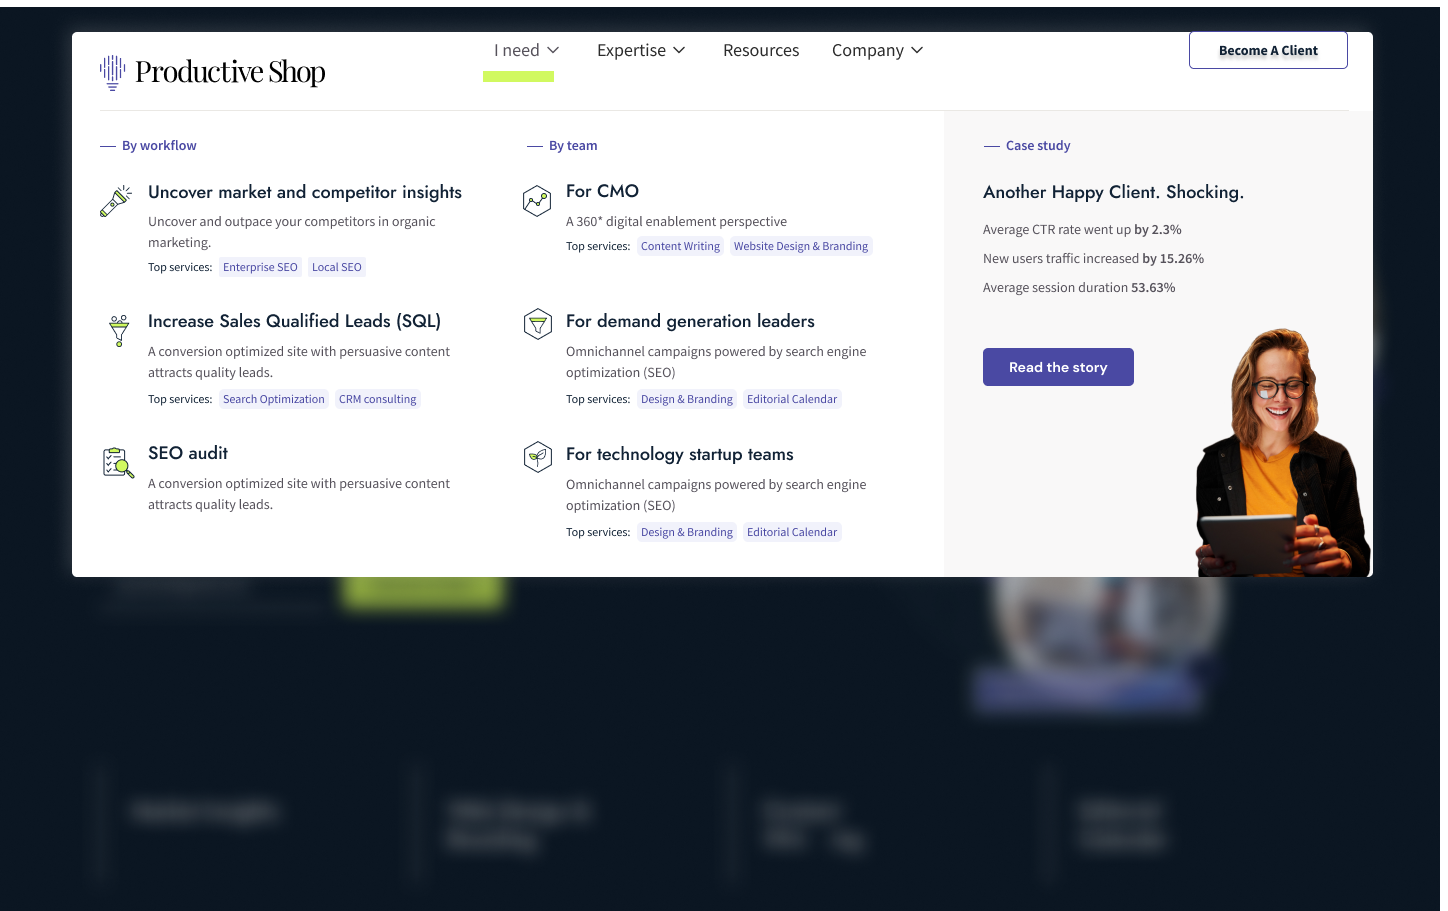 Productive Shop
I need
Expertise
Resources
Company
Become A Client
By workflow
Uncover market and competitor insights
Uncover and outpace your competitors in organic
marketing.
Top services: Enterprise SEO Local SEO
Increase Sales Qualified Leads (SQL)
A conversion optimized site with persuasive content
attracts quality leads.
Top services: Search Optimization CRM consulting
SEO audit
A conversion optimized site with persuasive content
attracts quality leads.
By team
For CMO
A 360* digital enablement perspective
Top services: Content Writing Website Design & Branding
For demand generation leaders
Omnichannel campaigns powered by search engine
optimization (SEO)
Top services: Design & Branding Editorial Calendar
For technology startup teams
Omnichannel campaigns powered by search engine
optimization (SEO)
Top services: Design & Branding Editorial Calendar
Case study
Another Happy Client. Shocking.
Average CTR rate went up by 2.3%
New users traffic increased by 15.26%
Average session duration 53.63%
Read the story